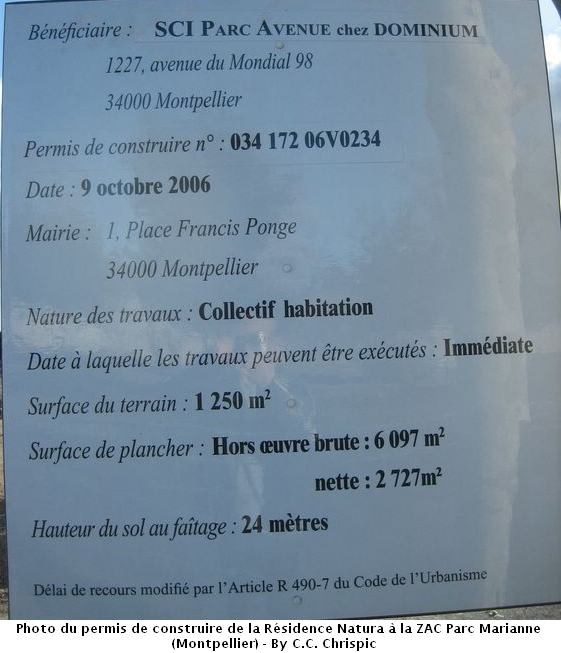 Bénéficiaire : SCI PARC AVENUE chez DOMINIUM
1227, avenue du Mondial 98
34000 Montpellier
Permis de construire n° : 034 172 06V0234
Date : 9 octobre 2006
Mairie : 1, Place Francis Ponge
34000 Montpellier
Nature des travaux : Collectif habitation
Date à laquelle les travaux peuvent être exécutés : Immédiate
Surface du terrain : 1 250 m²
Surface de plancher : Hors œuvre brute : 6 097 m²
nette : 2 727m²
Hauteur du sol au faîtage : 24 mètres
Délai de recours modifié par l'Article R 490-7 du Code de l'Urbanisme
Photo du permis de construire de la Résidence Natura à la ZAC Parc Marianne
(Montpellier) - By C.C. Chrispic